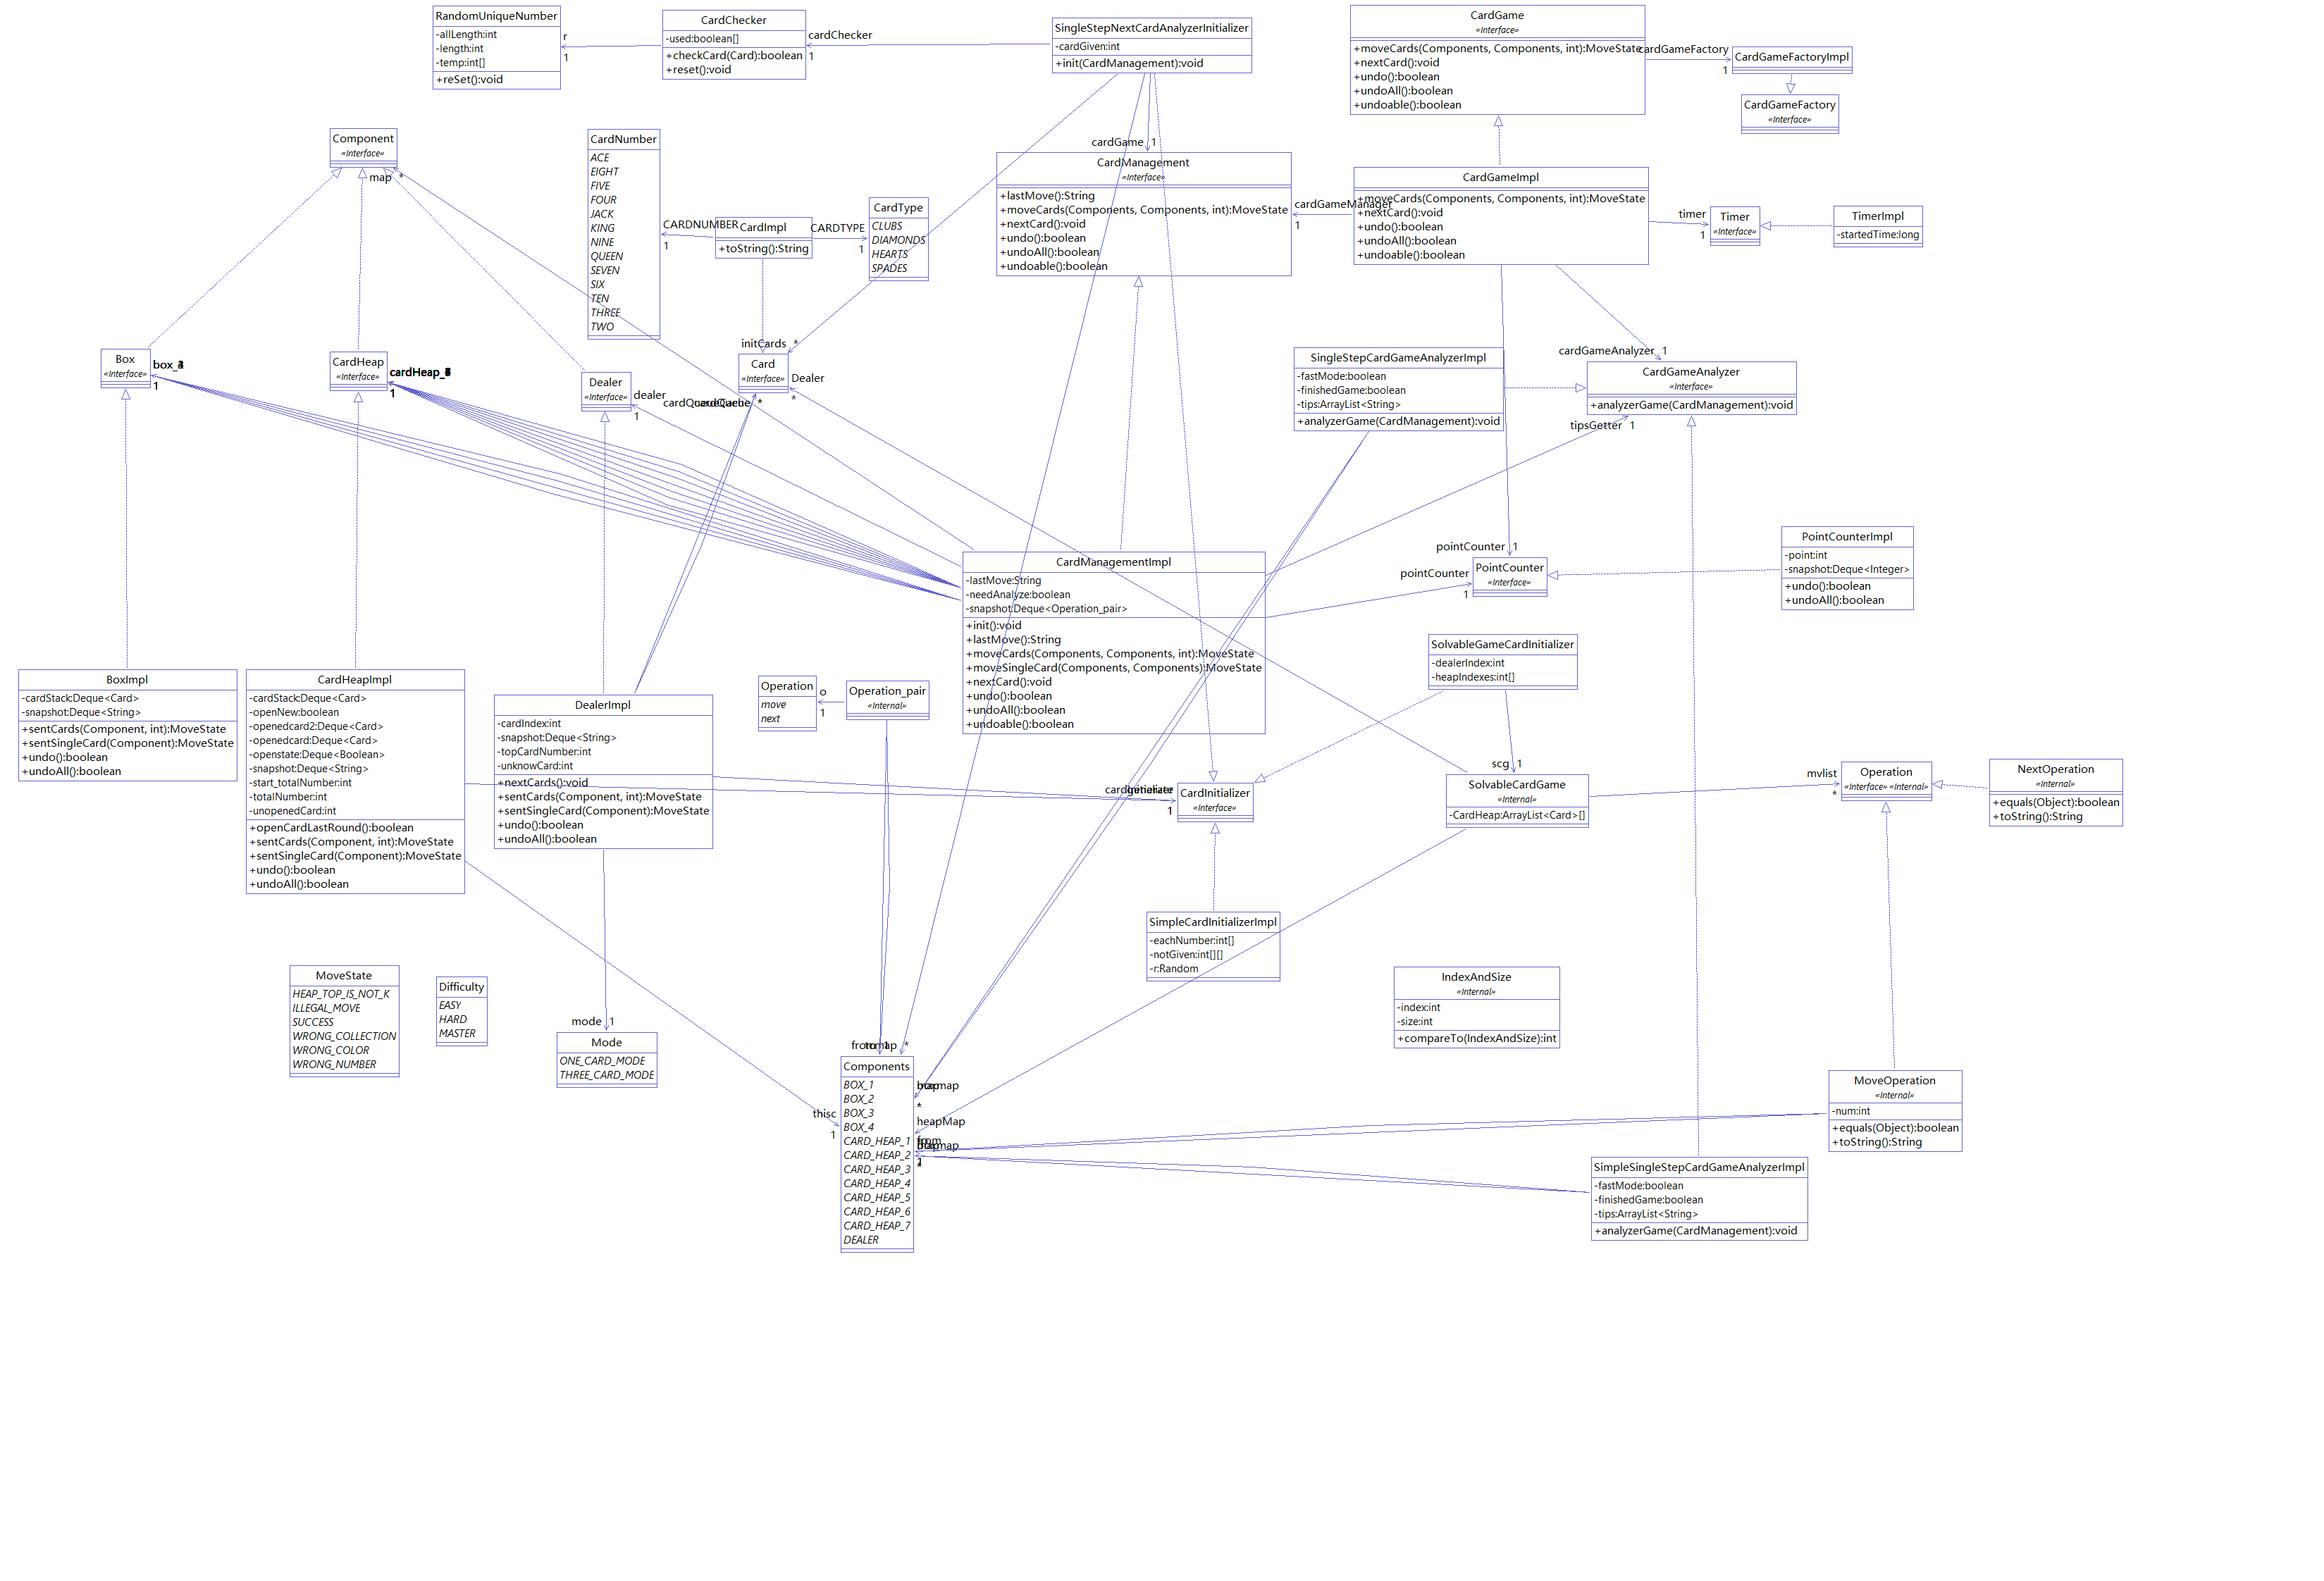 RandomUniqueNumber
-allLength:int
-length:int
-temp:int[]
+reSet():void
r
1
CardChecker
-used:boolean[]
+checkCard(Card):boolean
+reset():void
cardChecker
1
SingleStepNextCardAnalyzerInitializer
-cardGiven:int
+init(CardManagement):void
CardGame
«Interface»
+moveCards(Components, Components, int):MoveState
+nextCard():void
+undo():boolean
+undoAll():boolean
+undoable():boolean
cardGameFactory
1
CardGameFactoryImpl
CardGameFactory
«Interface»
Component
«Interface»
map *
CardNumber
ACE
EIGHT
FIVE
FOUR
JACK
KING
NINE
QUEEN
SEVEN
SIX
TEN
THREE
TWO
CARDNUMBER
1
CardImpl
+toString():String
CARDTYPE
1
CardType
CLUBS
DIAMONDS
HEARTS
SPADES
cardGame 1
CardManagement
«Interface»
+lastMove():String
+moveCards(Components, Components, int):MoveState
+nextCard():void
+undo():boolean
+undoAll():boolean
+undoable():boolean
cardGameManager
1
CardGameImpl
+moveCards(Components, Components, int):MoveState
+nextCard():void
+undo():boolean
+undoAll():boolean
+undoable():boolean
timer
1
Timer
«Interface»
TimerImpl
-startedTime:long
Box
«Interface»
1
CardHeap
«Interface»
1
Dealer
«Interface»
dealer
1
initCards *
Card
«Interface»
Dealer
*
*
SingleStepCardGameAnalyzerImpl
-fastMode:boolean
-finishedGame:boolean
-tips:ArrayList<String>
+analyzerGame(CardManagement):void
cardGameAnalyzer 1
CardGameAnalyzer
«Interface»
+analyzerGame(CardManagement):void
tipsGetter 1
CardManagementImpl
-lastMove:String
-needAnalyze:boolean
-snapshot:Deque<Operation_pair>
+init():void
+lastMove():String
+moveCards(Components, Components, int):MoveState
+moveSingleCard(Components, Components):MoveState
+nextCard():void
+undo():boolean
+undoAll():boolean
+undoable():boolean
pointCounter 1
pointCounter
1
PointCounter
«Interface»
PointCounterImpl
-point:int
-snapshot:Deque<Integer>
+undo():boolean
+undoAll():boolean
BoxImpl
-cardStack:Deque<Card>
-snapshot:Deque<String>
+sentCards(Component, int):MoveState
+sentSingleCard(Component):MoveState
+undo():boolean
+undoAll():boolean
CardHeapImpl
-cardStack:Deque<Card>
-openNew:boolean
-openedcard2:Deque<Card>
-openedcard:Deque<Card>
-openstate:Deque<Boolean>
-snapshot:Deque<String>
-start_totalNumber:int
-totalNumber:int
-unopenedCard:int
+openCardLastRound():boolean
+sentCards(Component, int):MoveState
+sentSingleCard(Component):MoveState
+undo():boolean
+undoAll():boolean
DealerImpl
-cardIndex:int
-snapshot:Deque<String>
-topCardNumber:int
-unknowCard:int
+nextCards():void
+sentCards(Component, int):MoveState
+sentSingleCard(Component):MoveState
+undo():boolean
+undoAll():boolean
Operation
move
next
o
1
Operation_pair
«Internal»
SolvableGameCardInitializer
-dealerIndex:int
-heapIndexes:int[]
1
CardInitializer
«Interface»
scg 1
SolvableCardGame
«Internal»
-CardHeap:ArrayList<Card>[]
mvlist
*
Operation
«Interface» «Internal»
NextOperation
«Internal»
+equals(Object):boolean
+toString():String
SimpleCardInitializerImpl
-eachNumber:int[]
-notGiven:int[][]
-r:Random
MoveState
HEAP_TOP_IS_NOT_K
ILLEGAL_MOVE
SUCCESS
WRONG_COLLECTION
WRONG_COLOR
WRONG_NUMBER
Difficulty
EASY
HARD
MASTER
mode 1
Mode
ONE_CARD_MODE
THREE_CARD_MODE
IndexAndSize
«Internal»
-index:int
-size:int
+compareTo(IndexAndSize):int
*
Components
BOX_1
BOX_2
BOX_3
BOX_4
CARD_HEAP_1
CARD_HEAP_2
CARD_HEAP_3
CARD_HEAP_4
CARD_HEAP_5
CARD_HEAP_6
CARD_HEAP_7
DEALER
thisc
1
*
heapMap
MoveOperation
«Internal»
-num:int
+equals(Object):boolean
+toString():String
SimpleSingleStepCardGameAnalyzerImpl
-fastMode:boolean
-finishedGame:boolean
-tips:ArrayList<String>
+analyzerGame(CardManagement):void